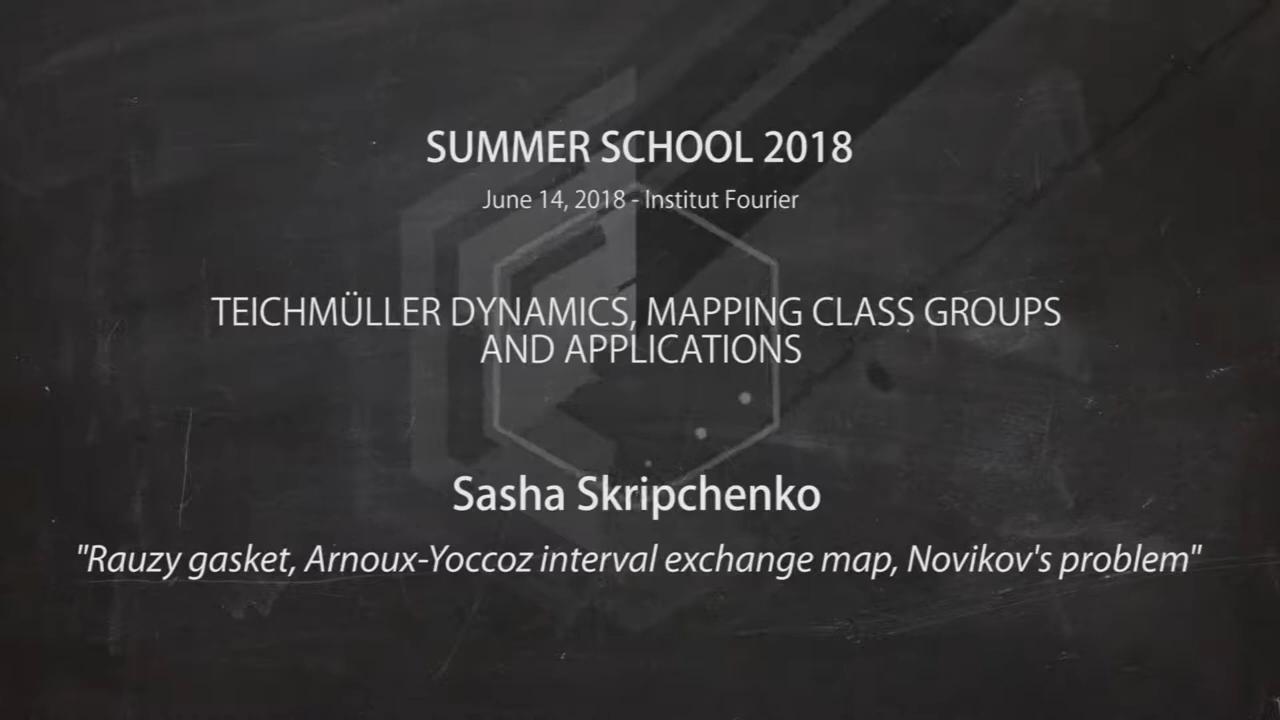 SUMMER SCHOOL 2018
June 14, 2018 - Institut Fourier
TEICHMÜLLER DYNAMICS, MAPPING CLASS GROUPS
AND APPLICATIONS
Sasha Skripchenko
"Rauzy gasket, Arnoux-Yoccoz interval exchange map, Novikov's problem"